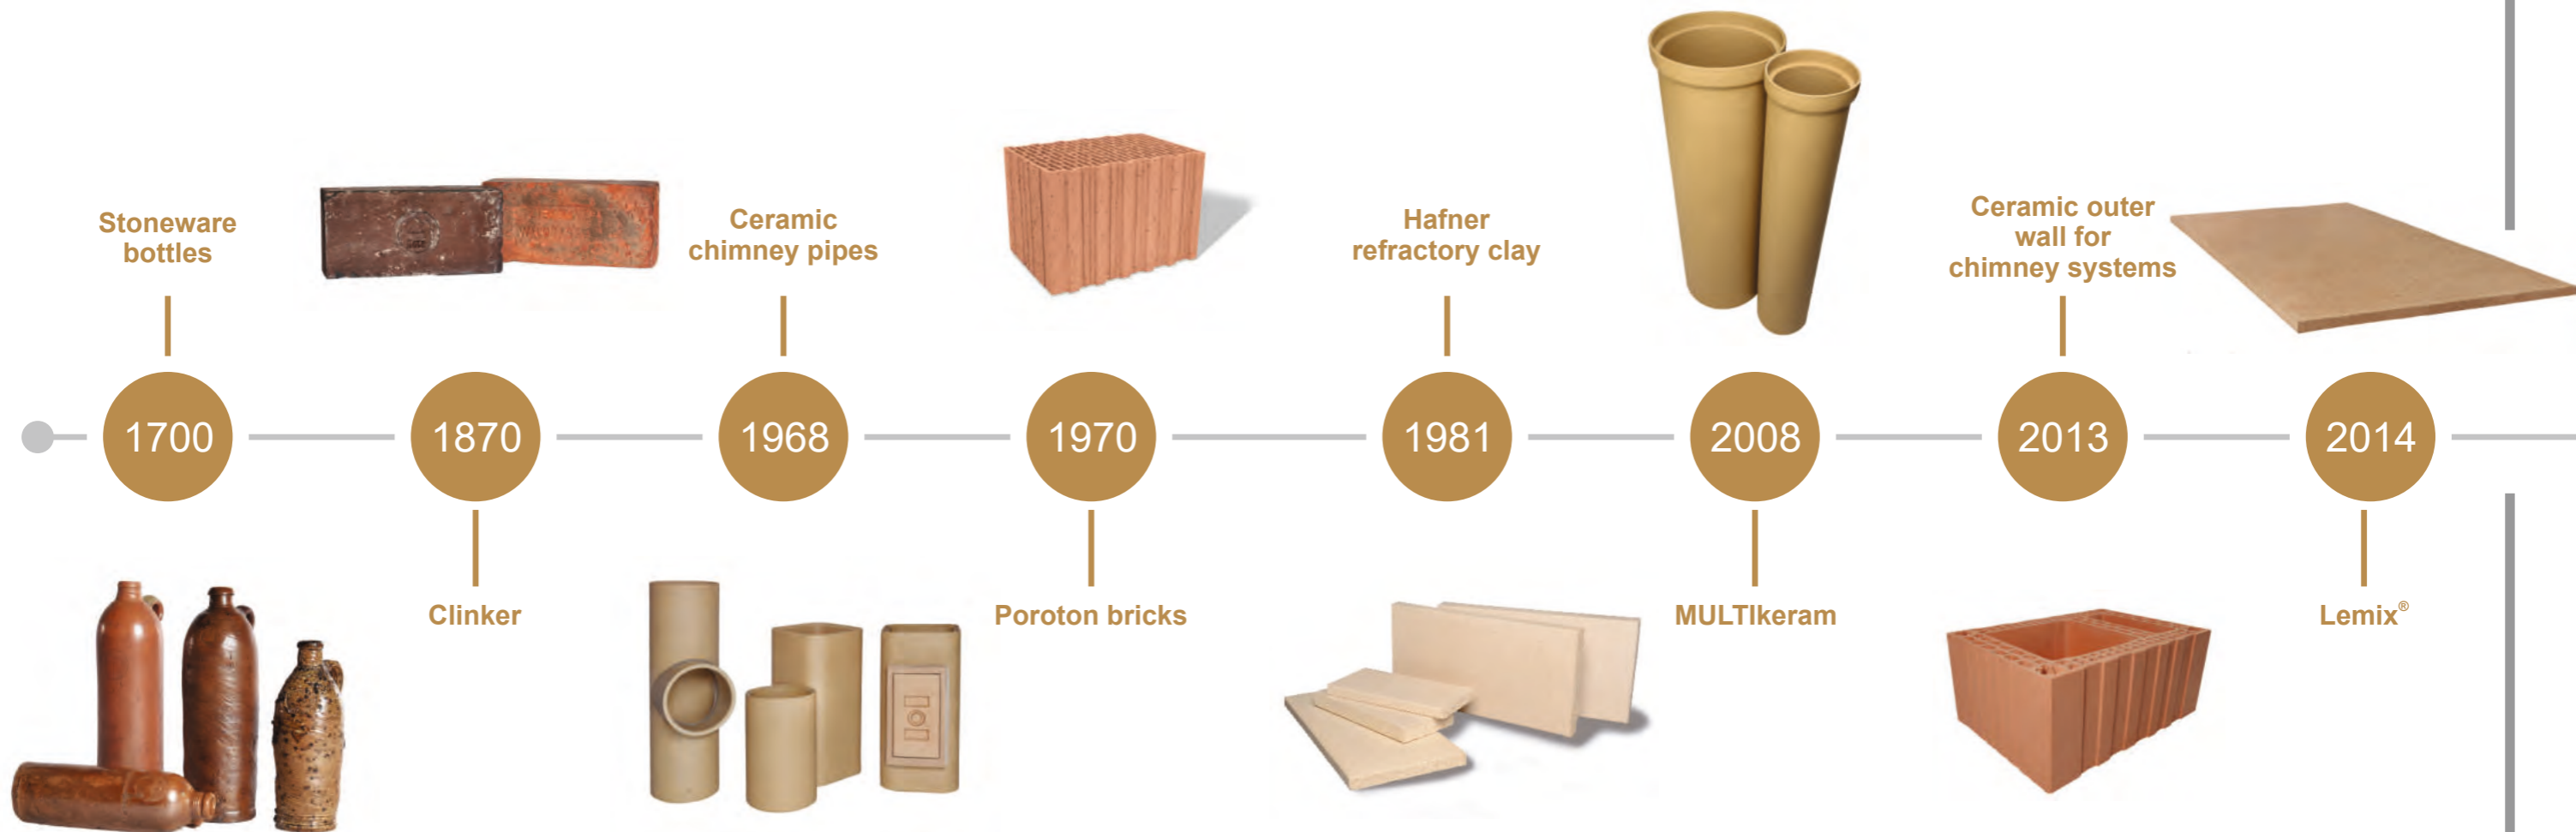 Stoneware
bottles
Ceramic
chimney pipes
Hafner
refractory clay
Ceramic outer
wall for
chimney systems
1700
1870
1968
1970
1981
2008
2013
2014
Clinker
Poroton bricks
MULTIkeram
Lemix®